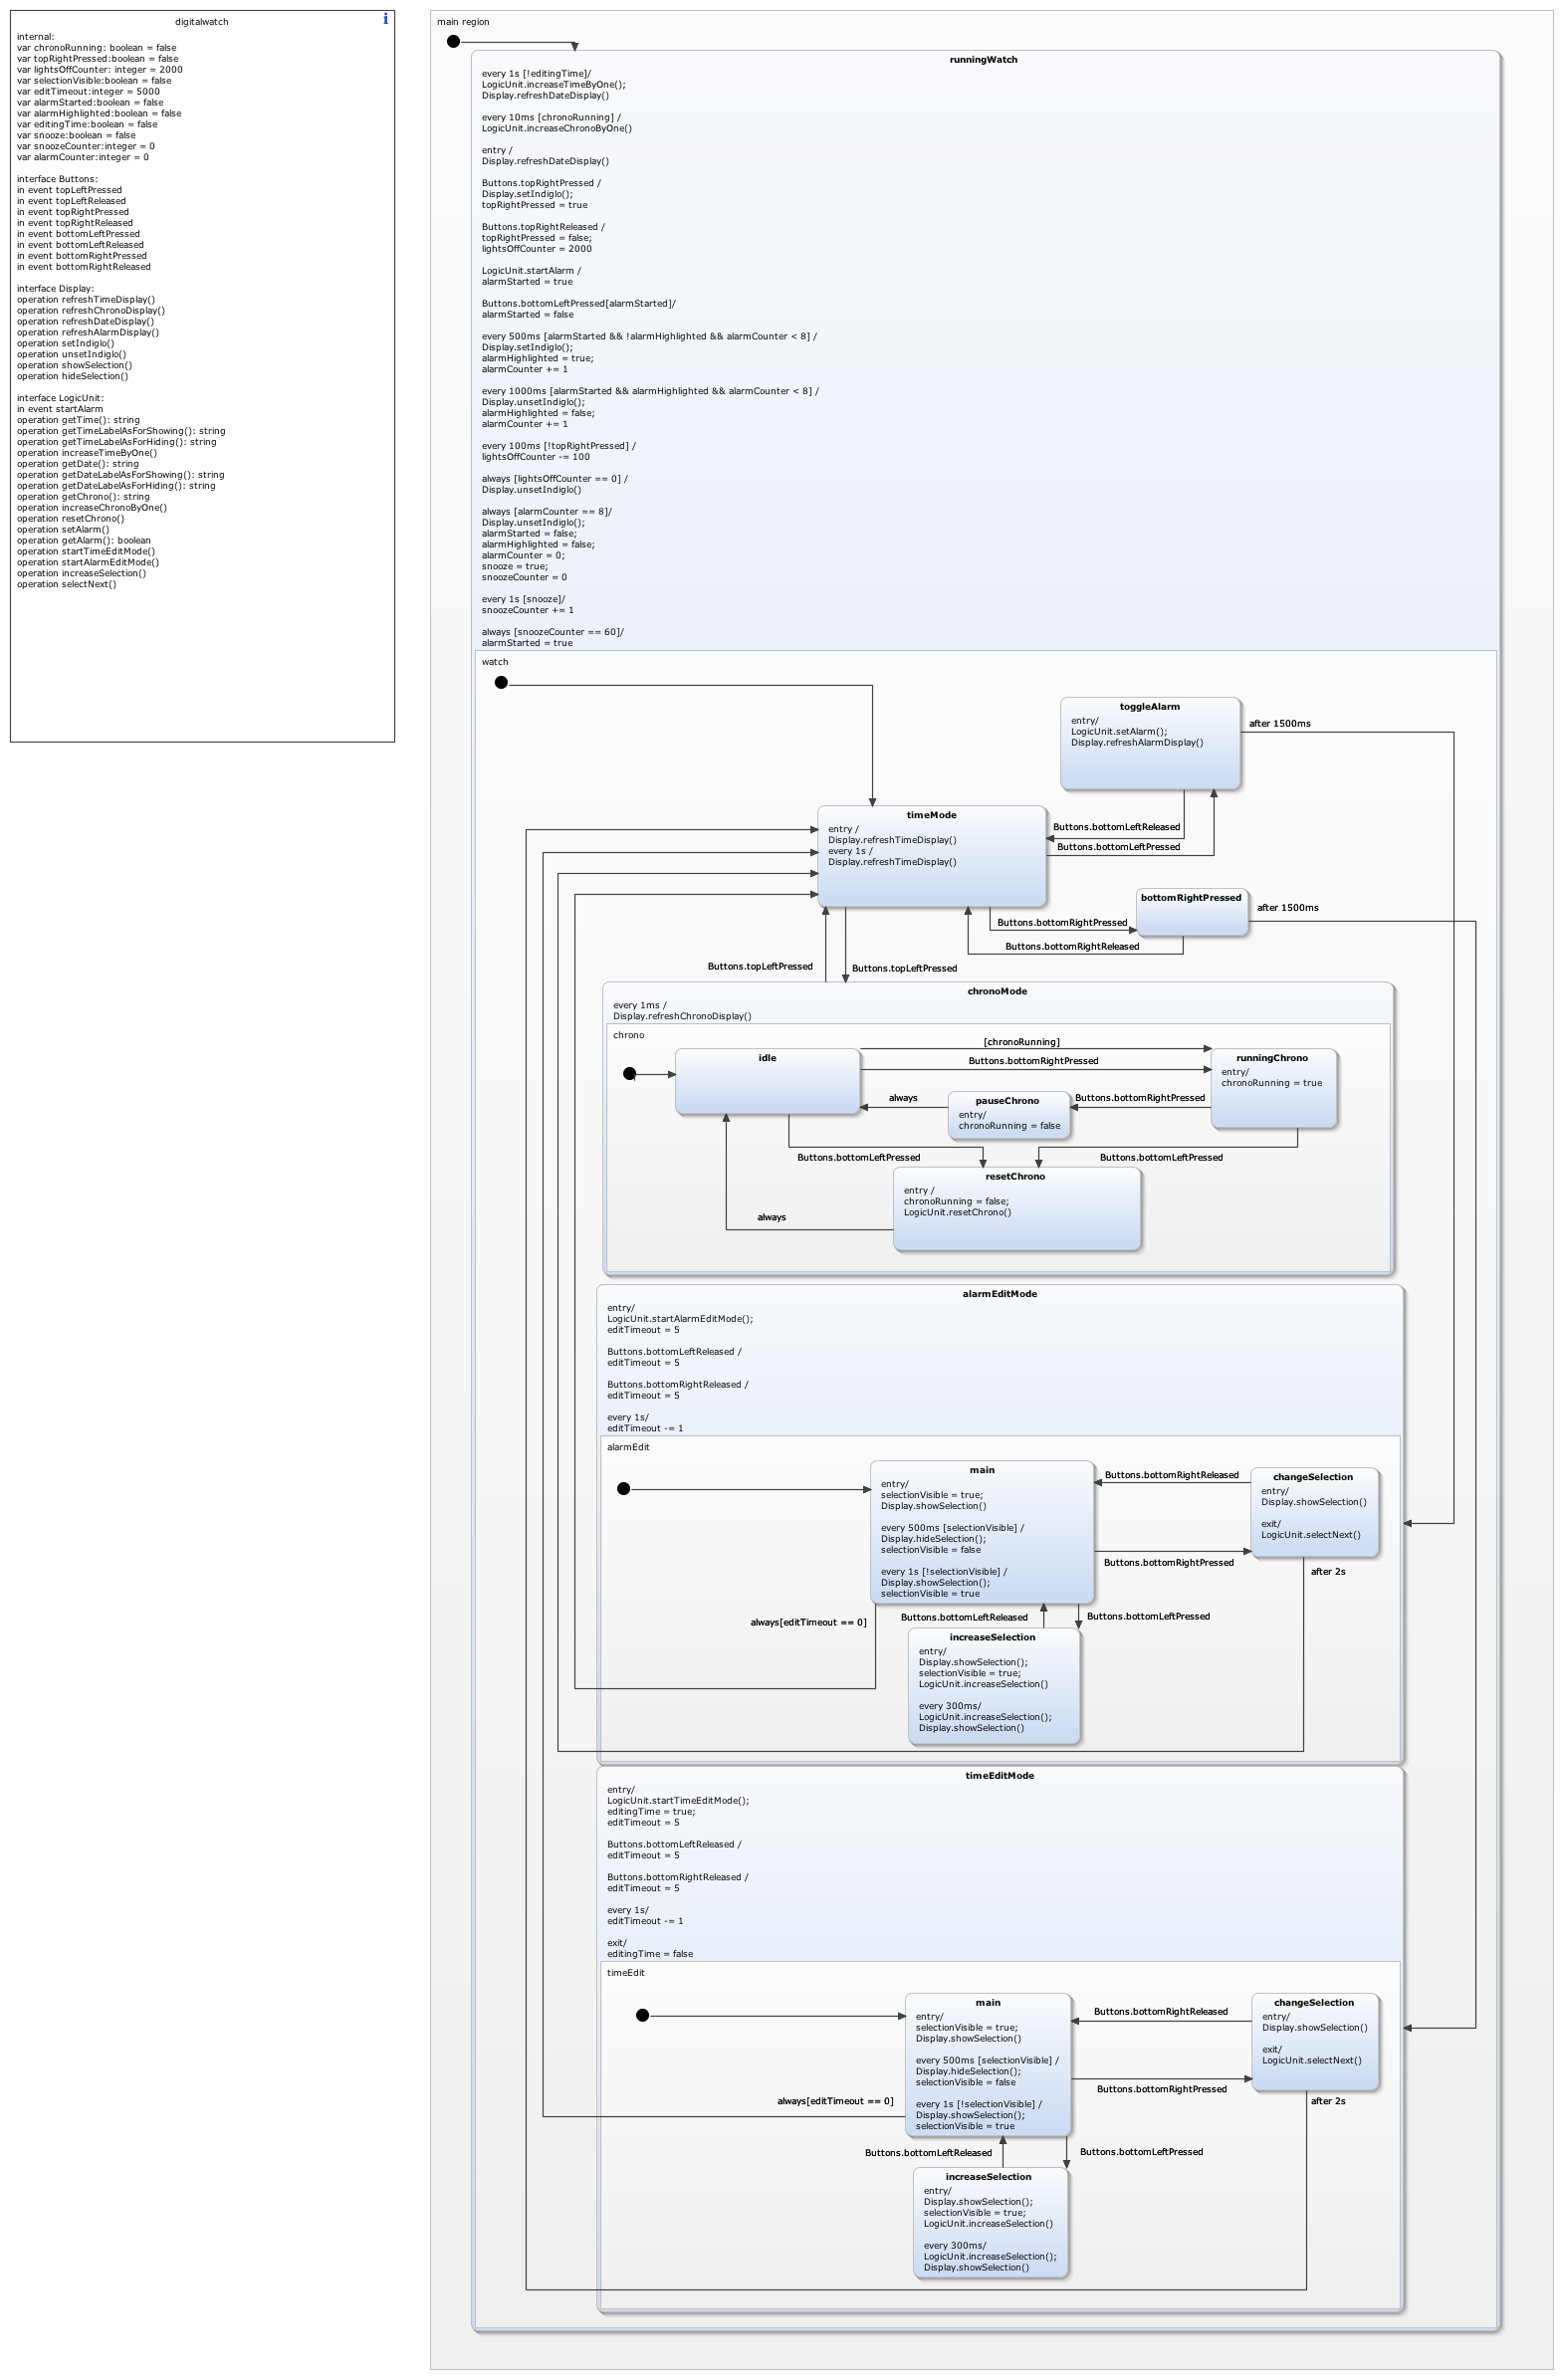 digitalwatch
internal:
var chronoRunning: boolean = false
var topRightPressed:boolean = false
var lightsOffCounter: integer = 2000
var selectionVisible:boolean = false
var editTimeout:integer = 5000
var alarmStarted:boolean = false
var alarmHighlighted:boolean = false
var editingTime:boolean = false
var snooze:boolean = false
var snoozeCounter:integer = 0
var alarmCounter:integer = 0
interface Buttons:
in event topLeftPressed
in event topLeftReleased
in event topRightPressed
in event topRightReleased
in event bottomLeftPressed
in event bottomLeftReleased
in event bottomRightPressed
in event bottomRightReleased
interface Display:
operation refreshTimeDisplay()
operation refreshChronoDisplay()
operation refreshDateDisplay()
operation refreshAlarmDisplay()
operation setIndiglo()
operation unsetIndiglo()
operation showSelection()
operation hideSelection()
interface LogicUnit:
in event startAlarm
operation getTime(): string
operation getTimeLabelAsForShowing(): string
operation getTimeLabelAsForHiding(): string
operation increaseTimeByOne()
operation getDate(): string
operation getDateLabelAsForShowing(): string
operation getDateLabelAsForHiding(): string
operation getChrono(): string
operation increaseChronoByOne()
operation resetChrono()
operation setAlarm()
operation getAlarm(): boolean
operation startTimeEditMode()
operation startAlarmEditMode()
operation increaseSelection()
operation selectNext()
main region
runningWatch
every 1s [!editingTime]/
LogicUnit.increaseTimeByOne();
Display.refreshDateDisplay()
every 10ms [chronoRunning] /
LogicUnit.increaseChronoByOne()
entry /
Display.refreshDateDisplay()
Buttons.topRightPressed /
Display.setIndiglo();
topRightPressed = true
Buttons.topRightReleased /
topRightPressed = false;
lightsOffCounter = 2000
LogicUnit.startAlarm /
alarmStarted = true
Buttons.bottomLeftPressed[alarmStarted]/
alarmStarted = false
every 500ms [alarmStarted && !alarmHighlighted && alarmCounter < 8] /
Display.setIndiglo();
alarmHighlighted = true;
alarmCounter += 1
every 1000ms [alarmStarted && alarmHighlighted && alarmCounter < 8] /
Display.unsetIndiglo();
alarmHighlighted = false;
alarmCounter += 1
every 100ms [!topRightPressed] /
lightsOffCounter -= 100
always [lightsOffCounter == 0] /
Display.unsetIndiglo()
always [alarmCounter == 8]/
Display.unsetIndiglo();
alarmStarted = false;
alarmHighlighted = false;
alarmCounter = 0;
snooze = true;
snoozeCounter = 0
every 1s [snooze]/
snoozeCounter += 1
always [snoozeCounter == 60]/
alarmStarted = true
watch
toggleAlarm
entry/
LogicUnit.setAlarm();
Display.refreshAlarmDisplay()
after 1500ms
timeMode
entry /
Display.refreshTimeDisplay()
every 1s /
Display.refreshTimeDisplay()
Buttons.bottomLeftReleased
Buttons.bottomLeftPressed
bottomRightPressed
after 1500ms
Buttons.bottomRightPressed
Buttons.bottomRightReleased
Buttons.topLeftPressed
Buttons.topLeftPressed
chronoMode
every 1ms /
Display.refreshChronoDisplay()
chrono
idle
[chronoRunning]
Buttons.bottomRightPressed
runningChrono
entry/
chronoRunning = true
always
pauseChrono
entry/
chronoRunning = false
Buttons.bottomRightPressed
Buttons.bottomLeftPressed
Buttons.bottomLeftPressed
resetChrono
entry /
chronoRunning = false;
LogicUnit.resetChrono()
always
alarmEditMode
entry/
LogicUnit.startAlarmEditMode();
editTimeout = 5
Buttons.bottomLeftReleased /
editTimeout = 5
Buttons.bottomRightReleased /
editTimeout = 5
every 1s/
editTimeout -= 1
alarmEdit
main
entry/
selectionVisible = true;
Display.showSelection()
every 500ms [selectionVisible] /
Display.hideSelection();
selectionVisible = false
every 1s [!selectionVisible] /
Display.showSelection();
selectionVisible = true
Buttons.bottomRightReleased
changeSelection
entry/
Display.showSelection()
exit/
LogicUnit.selectNext()
Buttons.bottomRightPressed
after 2s
always[editTimeout == 0]
Buttons.bottomLeftReleased
Buttons.bottomLeftPressed
increaseSelection
entry/
Display.showSelection();
selectionVisible = true;
LogicUnit.increaseSelection()
every 300ms/
LogicUnit.increaseSelection();
Display.showSelection()
timeEditMode
entry/
LogicUnit.startTimeEditMode();
editingTime = true;
editTimeout = 5
Buttons.bottomLeftReleased /
editTimeout = 5
Buttons.bottomRightReleased /
editTimeout = 5
every 1s/
editTimeout -= 1
exit/
editingTime = false
timeEdit
main
entry/
selectionVisible = true;
Display.showSelection()
every 500ms [selectionVisible] /
Display.hideSelection();
selectionVisible = false
every 1s [!selectionVisible] /
Display.showSelection();
selectionVisible = true
Buttons.bottomRightReleased
changeSelection
entry/
Display.showSelection()
exit/
LogicUnit.selectNext()
Buttons.bottomRightPressed
after 2s
always[editTimeout == 0]
Buttons.bottomLeftReleased
Buttons.bottomLeftPressed
increaseSelection
entry/
Display.showSelection();
selectionVisible = true;
LogicUnit.increaseSelection()
every 300ms/
LogicUnit.increaseSelection();
Display.showSelection()